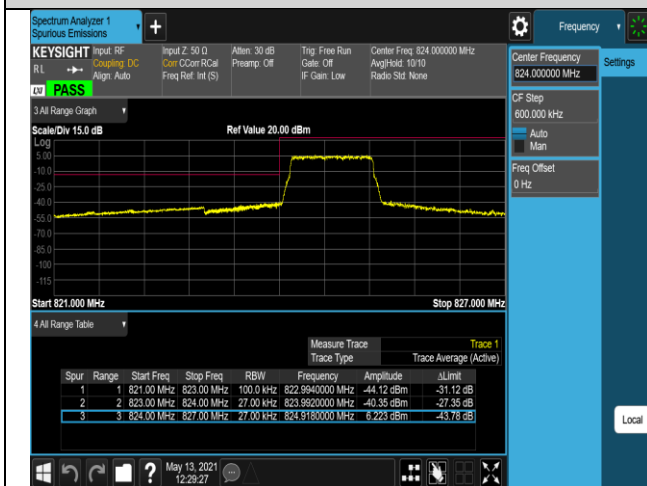 Spectrum Analyzer 1
Spurious Emissions
Frequency
KEYSIGHT Input: RF Input Z: 50 Ω Atten: 30 dB Trig: Free Run Center Freq: 824.000000 MHz
RL Coupling: DC Corr CCorr RCal Preamp: Off Gate: Off Avg|Hold: 10/10
Align: Auto Freq Ref: Int (S) IF Gain: Low Radio Std: None
LXI PASS
Center Frequency
824.000000 MHz
Settings
CF Step
600.000 kHz
Auto
Man
Freq Offset
0 Hz
3 All Range Graph
Scale/Div 15.0 dB Ref Value 20.00 dBm
Log
5.00
-10.0
-25.0
-40.0
-55.0
-70.0
-85.0
-100
-115
Start 821.000 MHz Stop 827.000 MHz
4 All Range Table
Measure Trace Trace 1
Trace Type Trace Average (Active)
Spur Range Start Freq Stop Freq RBW Frequency Amplitude ΔLimit
1 1 821.00 MHz 823.00 MHz 100.0 kHz 822.9940000 MHz -44.12 dBm -31.12 dB
2 2 823.00 MHz 824.00 MHz 27.00 kHz 823.9920000 MHz -40.35 dBm -27.35 dB
3 3 824.00 MHz 827.00 MHz 27.00 kHz 824.9180000 MHz 6.223 dBm -43.78 dB
Local
? May 13, 2021
12:29:27